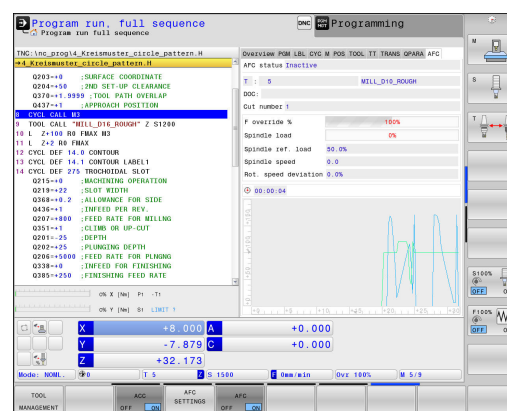 Program run, full sequence
Program run full sequence
DNC
Programming
TNC:\nc_prog\4_Kreismuster_circle_pattern.H
→4_Kreismuster_circle_pattern.H
Q203=+0 ;SURFACE COORDINATE
Q204=+50 ;2ND SET-UP CLEARANCE
Q370=+1.9999 ;TOOL PATH OVERLAP
Q437=+1 ;APPROACH POSITION
8 CYCL CALL M3
9 TOOL CALL "MILL_D16_ROUGH" Z S1200
10 L Z+100 R0 FMAX M3
11 L Z+2 R0 FMAX
12 CYCL DEF 14.0 CONTOUR
13 CYCL DEF 14.1 CONTOUR LABEL1
14 CYCL DEF 275 TROCHOIDAL SLOT
Q215=+0 ;MACHINING OPERATION
Q219=+22 ;SLOT WIDTH
Q368=+0.2 ;ALLOWANCE FOR SIDE
Q436=+1 ;INFEED PER REV.
Q207=+800 ;FEED RATE FOR MILLNG
Q351=+1 ;CLIMB OR UP-CUT
Q201=-25 ;DEPTH
Q202=+25 ;PLUNGING DEPTH
Q206=+5000 ;FEED RATE FOR PLNGNG
Q338=+0 ;INFEED FOR FINISHING
Q385=+250 ;FINISHING FEED RATE
0% X [Nm] P1 -T1
0% Y [Nm] S1 LIMIT 1
Overview PGM LBL CYC M POS TOOL TT TRANS QPARA AFC
AFC status Inactive
T : 5 MILL_D10_ROUGH
DOC:
Cut number 1
F override % 100%
Spindle load 0%
Spindle ref. load 50.0%
Spindle speed 0.0
Rot. speed deviation 0.0%
00:00:04
X +8.000 A +0.000
Y -7.879 C +0.000
Z +32.173
Mode: NOML. 0 T 5 Z S 1500 F 0mm/min Ovr 100% M 5/9
TOOL MANAGEMENT
ACC OFF ON
AFC SETTINGS
AFC OFF ON
M
S
T
S100%
OFF
F100%
OFF